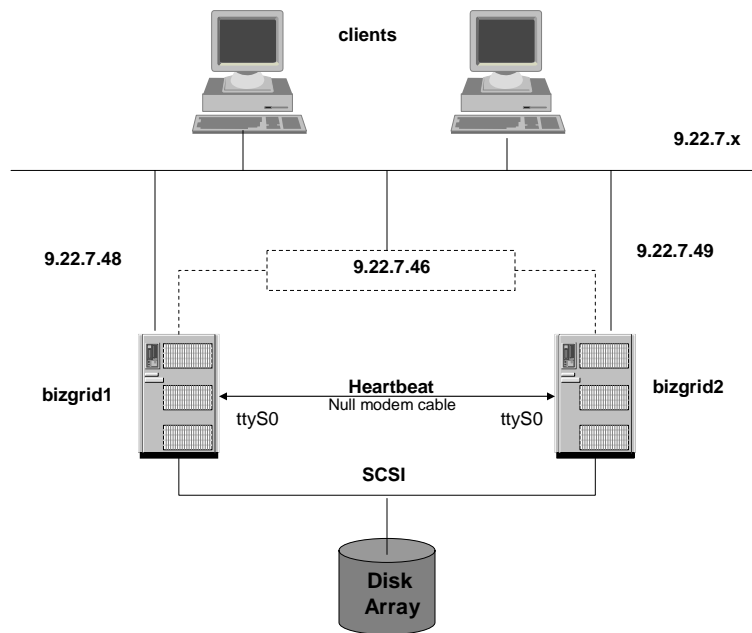 clients
9.22.7.x
9.22.7.48
9.22.7.46
9.22.7.49
bizgrid1
Heartbeat
Null modem cable
bizgrid2
ttyS0
ttyS0
SCSI
Disk
Array